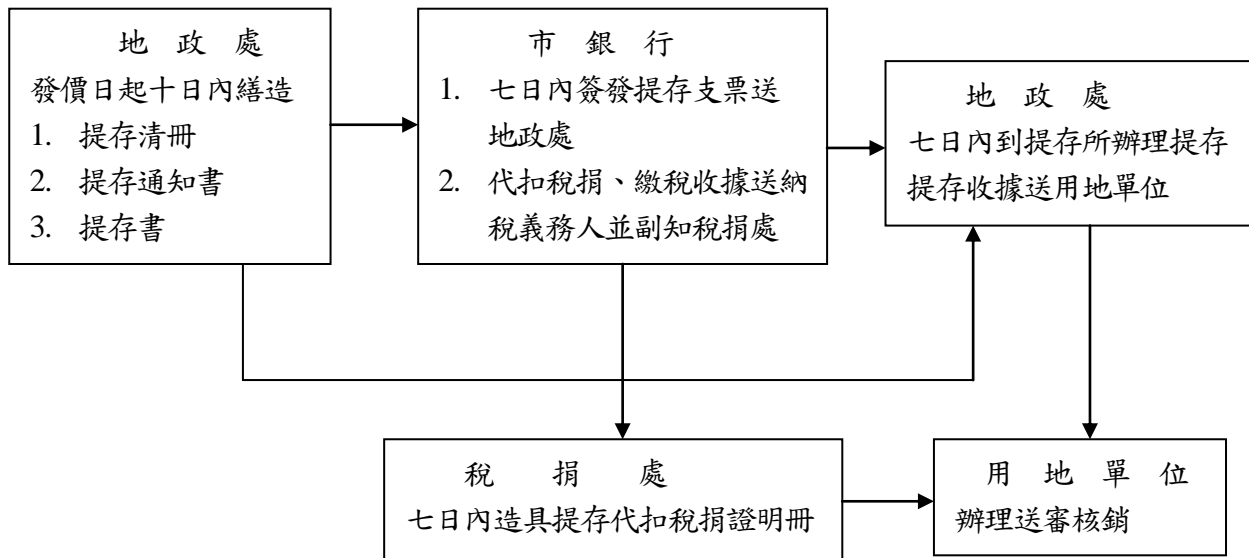 地政處
發價日起十日內繕造
1. 提存清冊
2. 提存通知書
3. 提存書
市銀行
1. 七日內簽發提存支票送
地政處
2. 代扣稅捐、繳稅收據送納
稅義務人並副知稅捐處
地政處
七日內到提存所辦理提存
提存收據送用地單位
稅捐處
七日內造具提存代扣稅捐證明冊
用地單位
辦理送審核銷